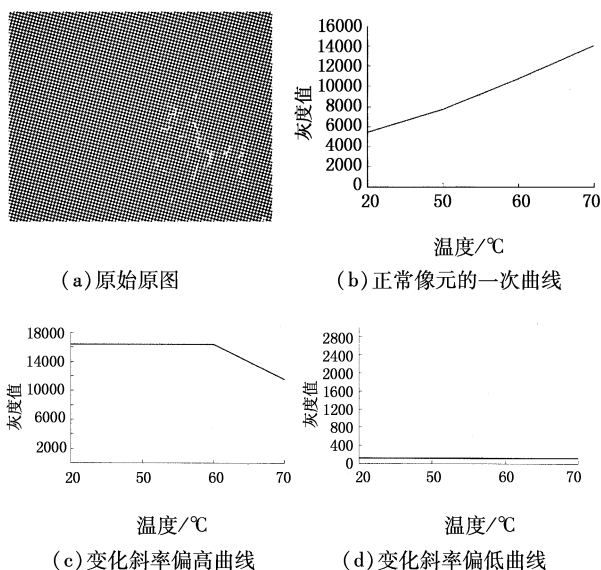 (a)原始原图
16000
14000
12000
10000
8000
6000
4000
2000
0
灰度值
20 50 60 70
温度/℃
(b)正常像元的一次曲线
18000
14000
10000
6000
2000
灰度值
20 50 60 70
温度/℃
(c)变化斜率偏高曲线
2800
2400
2000
1600
1200
800
400
0
灰度值
20 50 60 70
温度/℃
(d)变化斜率偏低曲线